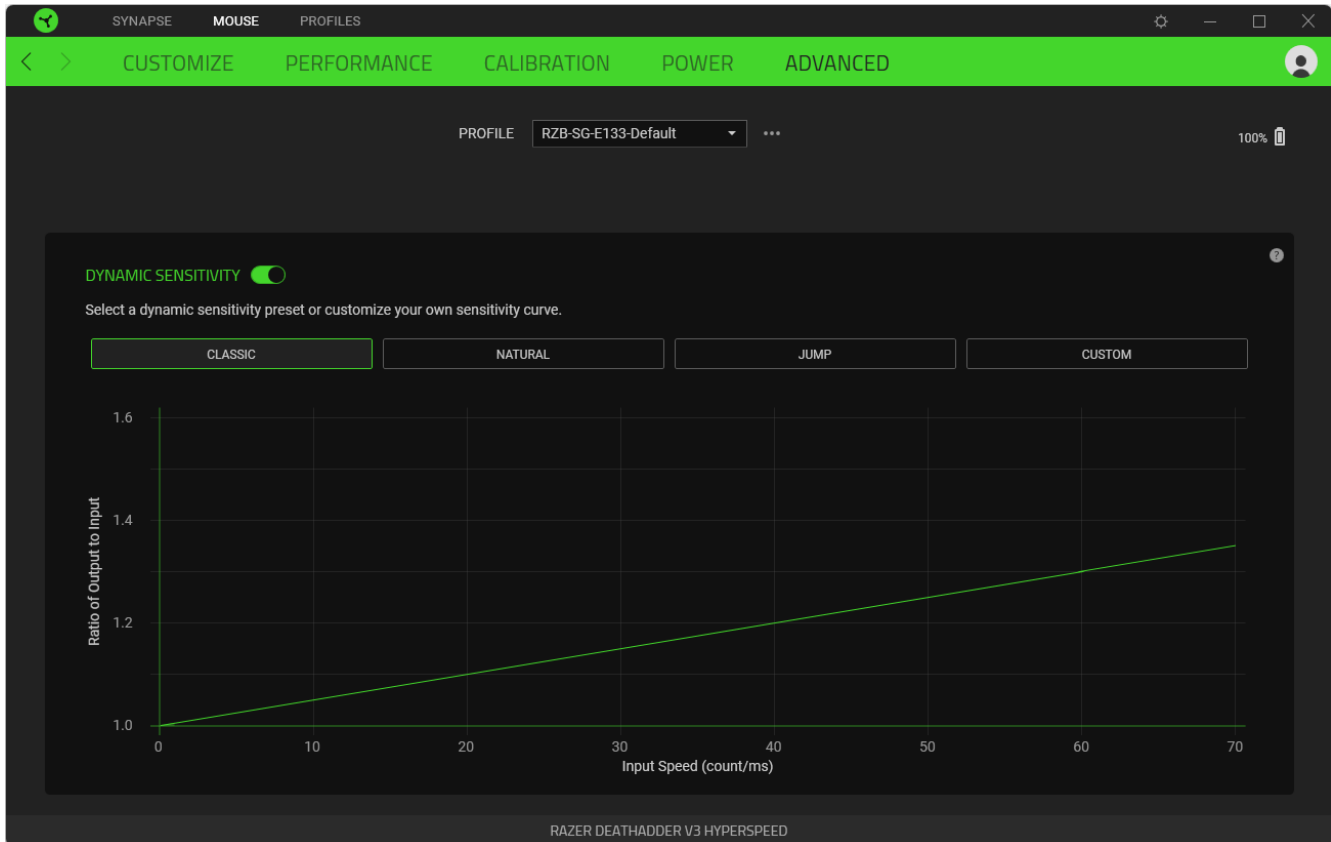 SYNAPSE MOUSE PROFILES
CUSTOMIZE PERFORMANCE CALIBRATION POWER ADVANCED
PROFILE RZB-SG-E133-Default
100%
DYNAMIC SENSITIVITY
?
Select a dynamic sensitivity preset or customize your own sensitivity curve.
CLASSIC NATURAL JUMP CUSTOM
Ratio of Output to Input
1.6
1.4
1.2
1.0
0 10 20 30 40 50 60 70
Input Speed (count/ms)
RAZER DEATHADDER V3 HYPERSPEED